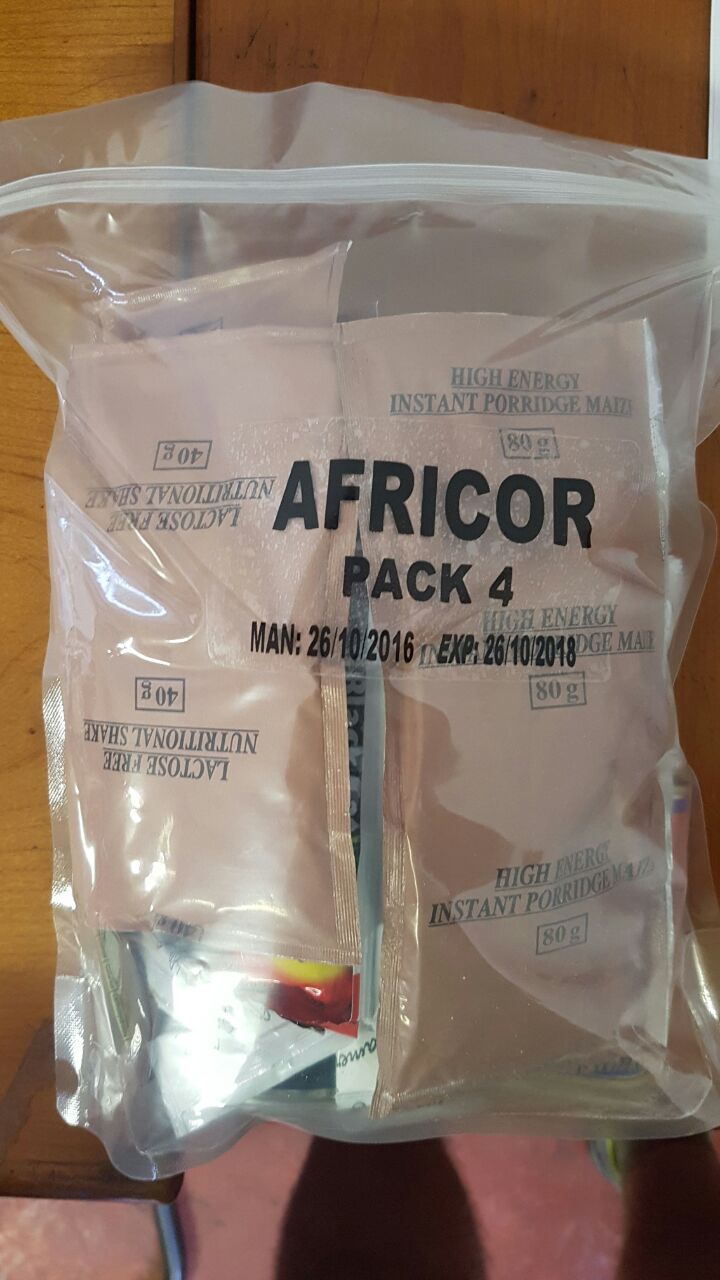 HIGH ENERGY
INSTANT PORRIDGE MAIZE
80 g
40 g
LACTOSE FREE
NUTRITIONAL SHAKE
AFRICOR
PACK 4
MAN: 26/10/2016 EXP: 26/10/2018
HIGH ENERGY
80 g
40 g
LACTOSE FREE
NUTRITIONAL SHAKE
HIGH ENERGY
INSTANT PORRIDGE MAIZE
80 g